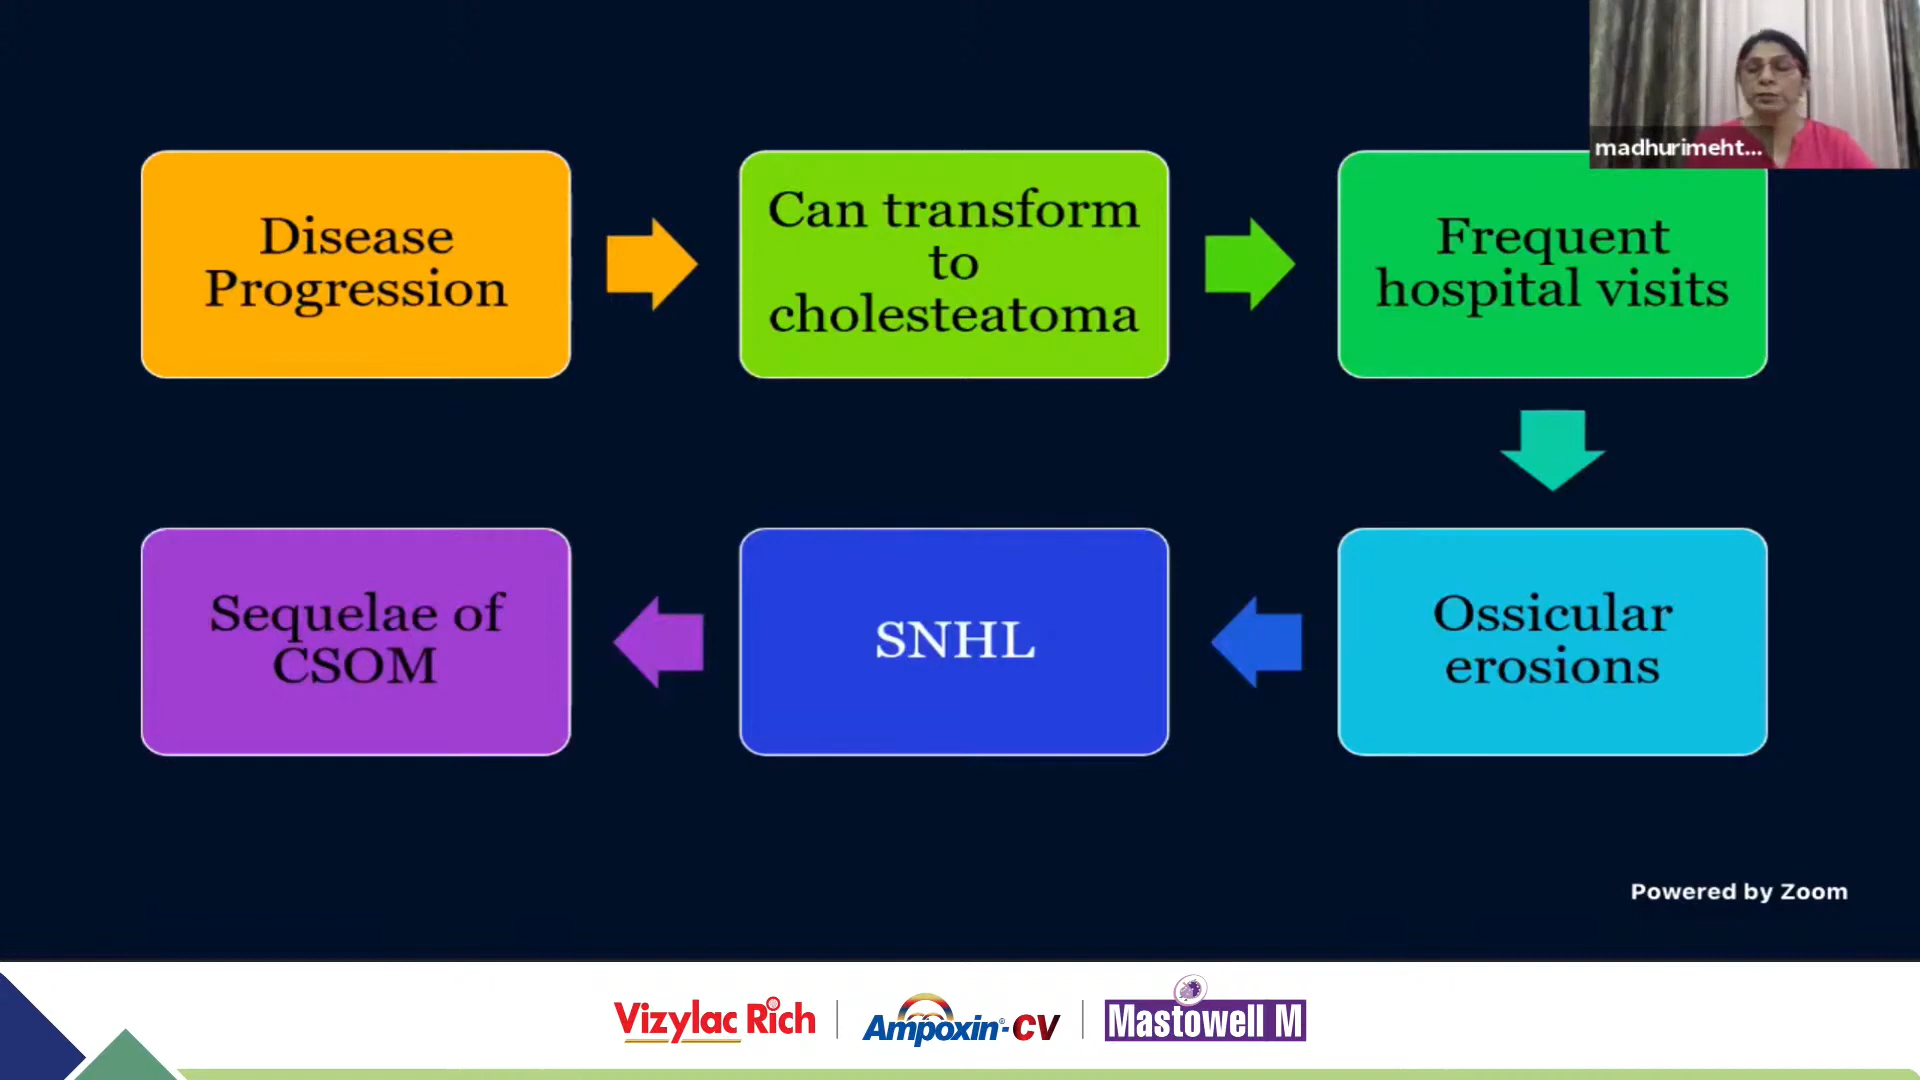 madhurimeht...
Disease
Progression
Can transform
to
cholesteatoma
Frequent
hospital visits
Ossicular
erosions
SNHL
Sequelae of
CSOM
Powered by Zoom
Vizylac Rich
Ampoxin®-CV
Mastowell M